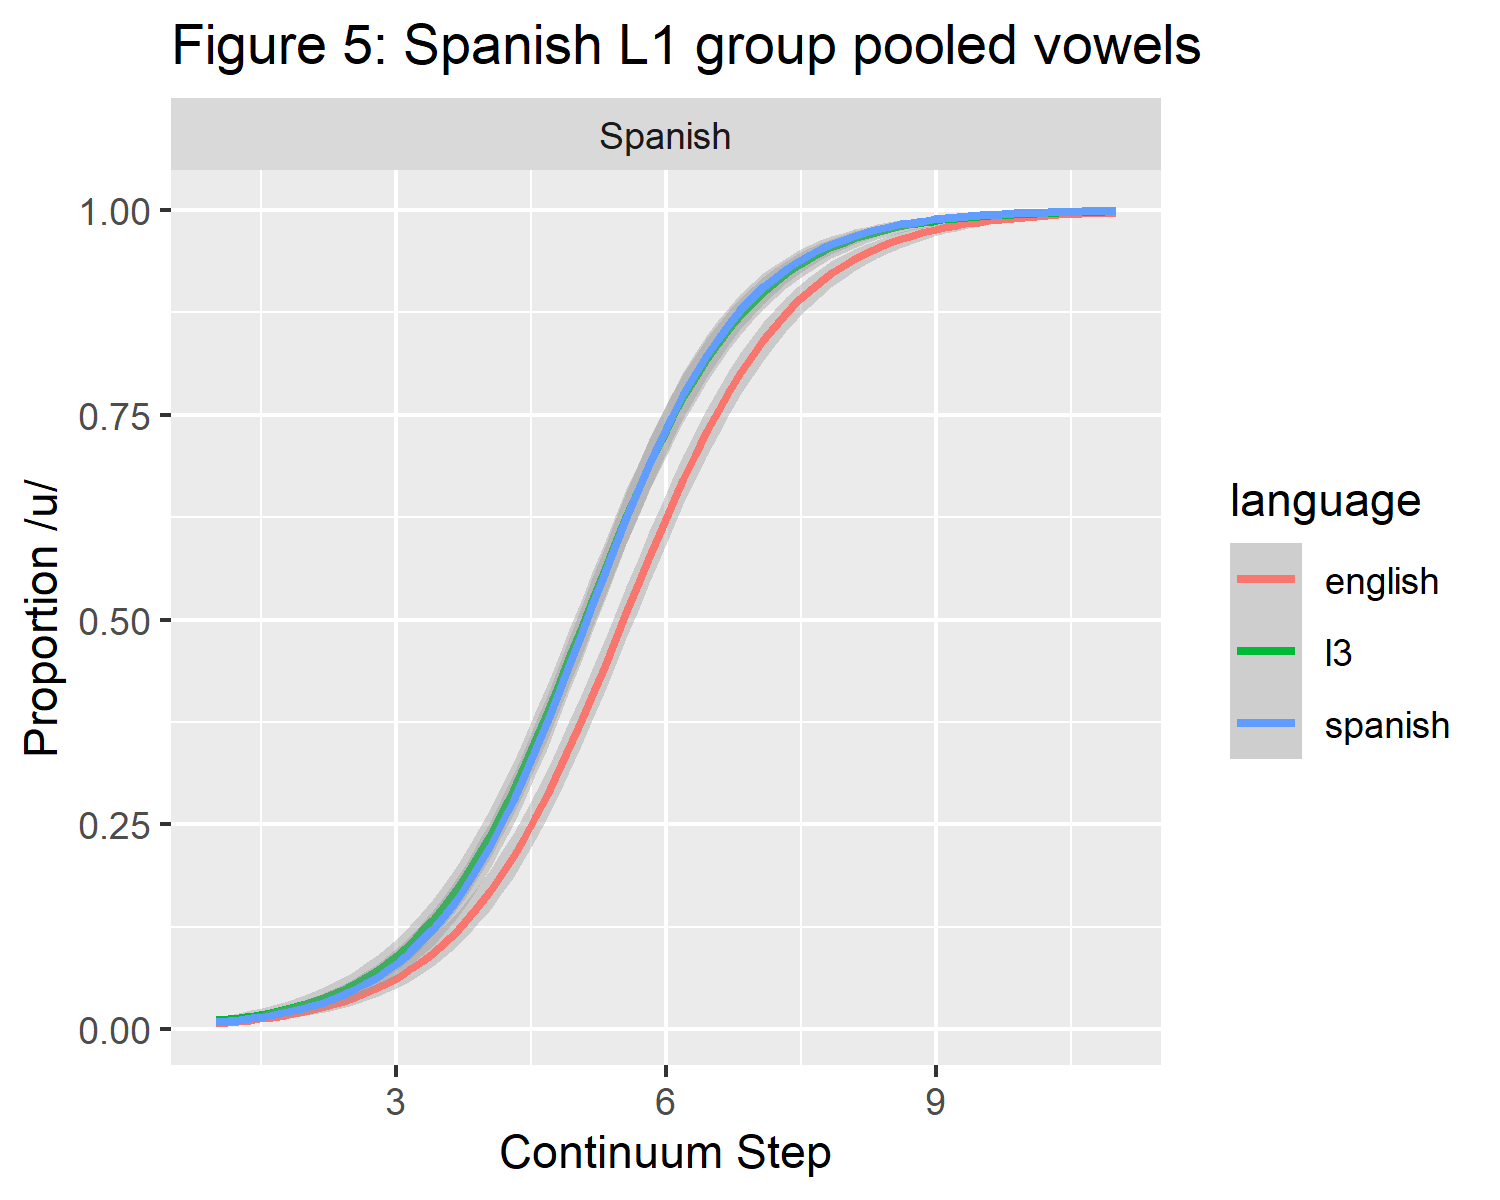 Figure 5: Spanish L1 group pooled vowels
Spanish
1.00
0.75
0.50
0.25
0.00
Proportion /u/
3 6 9
Continuum Step
language
english
l3
spanish